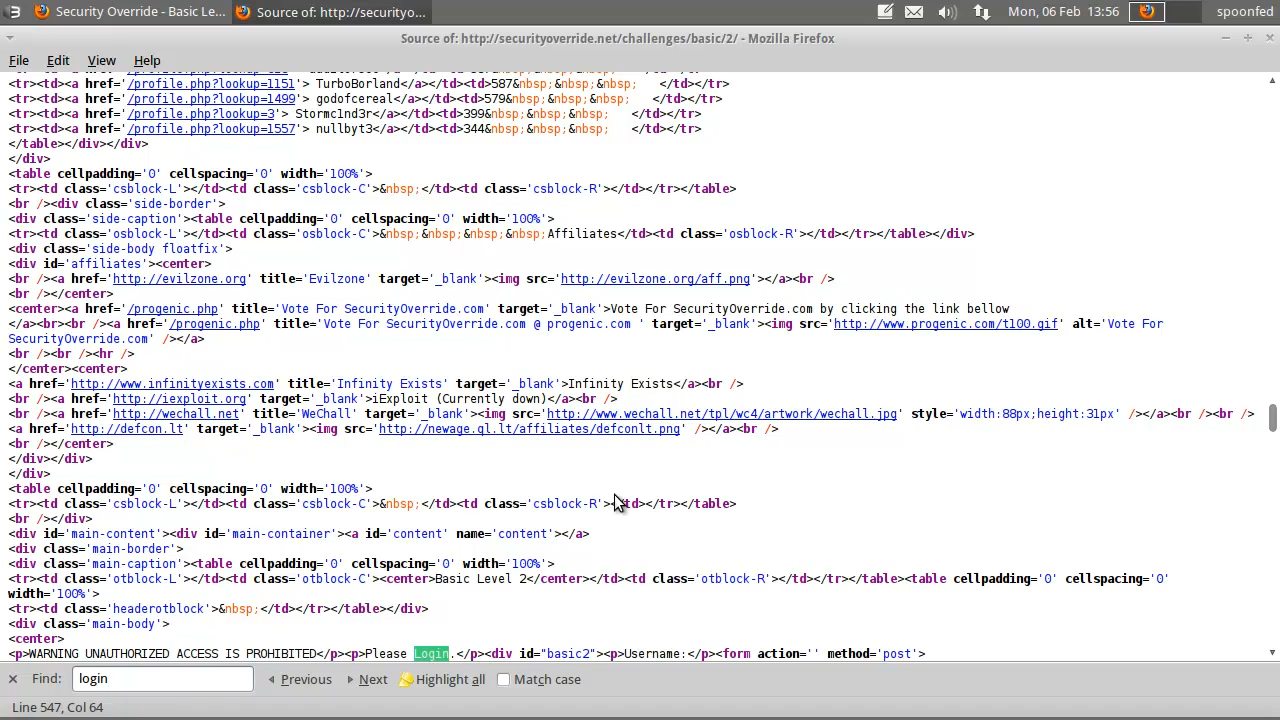 Security Override - Basic Le...
Source of: http://securityo...
Mon, 06 Feb 13:56
spoonfed
Source of: http://securityoverride.net/challenges/basic/2/ - Mozilla Firefox
File Edit View Help
<tr><td><a href='/profile.php?lookup=1151'> TurboBorland</a></td><td>587&nbsp;&nbsp;&nbsp;   </td></tr>
<tr><td><a href='/profile.php?lookup=1499'> godofcereal</a></td><td>579&nbsp;&nbsp;&nbsp;   </td></tr>
<tr><td><a href='/profile.php?lookup=3'> Stormc1nd3r</a></td><td>399&nbsp;&nbsp;&nbsp;   </td></tr>
<tr><td><a href='/profile.php?lookup=1557'> nullbyt3</a></td><td>344&nbsp;&nbsp;&nbsp;   </td></tr>
</table></div></div>
</div>
<table cellpadding='0' cellspacing='0' width='100%'>
<tr><td class='csblock-L'></td><td class='csblock-C'>&nbsp;</td><td class='csblock-R'></td></tr></table>
<br /><div class='side-border'>
<div class='side-caption'><table cellpadding='0' cellspacing='0' width='100%'>
<tr><td class='osblock-L'></td><td class='osblock-C'>&nbsp;&nbsp;&nbsp;&nbsp;Affiliates</td><td class='osblock-R'></td></tr></table></div>
<div class='side-body floatfix'>
<div id='affiliates'><center>
<br /><a href='http://evilzone.org' title='Evilzone' target='_blank'><img src='http://evilzone.org/aff.png'></a><br />
<br /></center>
<center><a href='/progenic.php' title='Vote For SecurityOverride.com' target='_blank'>Vote For SecurityOverride.com by clicking the link bellow
</a><br><br /><a href='/progenic.php' title='Vote For SecurityOverride.com @ progenic.com ' target='_blank'><img src='http://www.progenic.com/t100.gif' alt='Vote For
SecurityOverride.com' /></a>
<br /><br /><hr />
</center><center>
<a href='http://www.infinityexists.com' title='Infinity Exists' target='_blank'>Infinity Exists</a><br />
<br /><a href='http://iexploit.org' target='_blank'>iExploit (Currently down)</a><br />
<br /><a href='http://wechall.net' title='WeChall' target='_blank'><img src='http://www.wechall.net/tpl/wc4/artwork/wechall.jpg' style='width:88px;height:31px' /></a><br /><br />
<a href='http://defcon.lt' target='_blank'><img src='http://newage.ql.lt/affiliates/defconlt.png' /></a><br />
<br /></center>
</div></div>
</div>
<table cellpadding='0' cellspacing='0' width='100%'>
<tr><td class='csblock-L'></td><td class='csblock-C'>&nbsp;</td><td class='csblock-R'></td></tr></table>
<br /></div>
<div id='main-content'><div id='main-container'><a id='content' name='content'></a>
<div class='main-border'>
<div class='main-caption'><table cellpadding='0' cellspacing='0' width='100%'>
<tr><td class='otblock-L'></td><td class='otblock-C'><center>Basic Level 2</center></td><td class='otblock-R'></td></tr></table><table cellpadding='0' cellspacing='0'
width='100%'>
<tr><td class='headerotblock'>&nbsp;</td></tr></table></div>
<div class='main-body'>
<center>
<p>WARNING UNAUTHORIZED ACCESS IS PROHIBITED</p><p>Please Login.</p><div id="basic2"><p>Username:</p><form action='' method='post'>
Find: login Previous Next Highlight all Match case
Line 547, Col 64